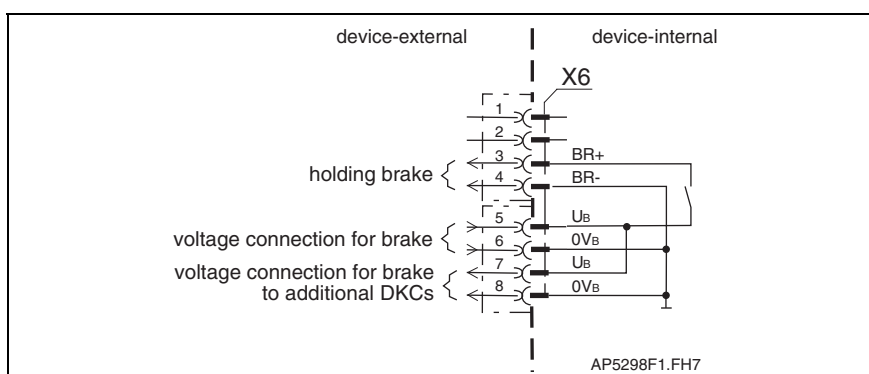 device-external
device-internal
X6
1
2
3 BR+
holding brake
4 BR-
5 UB
voltage connection for brake
6 0VB
voltage connection for brake
to additional DKCs
7 UB
8 0VB
AP5298F1.FH7